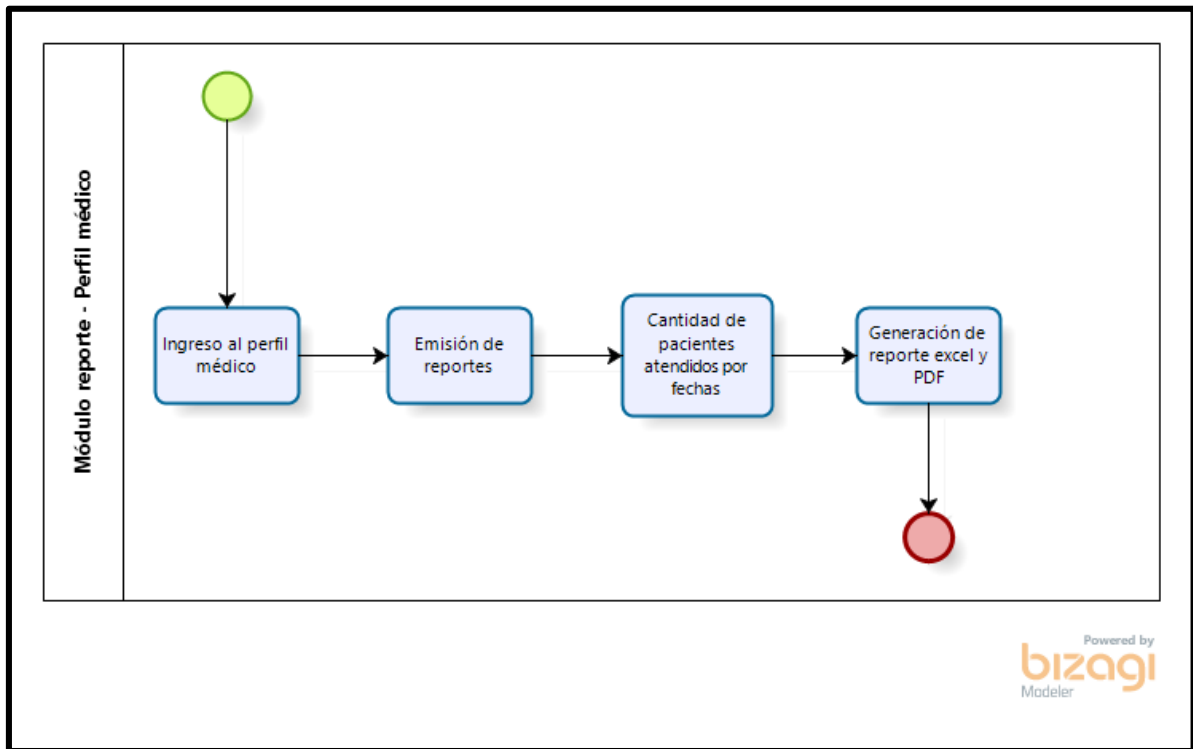 Módulo reporte - Perfil médico
Ingreso al perfil
médico
Emisión de
reportes
Cantidad de
pacientes
atendidos por
fechas
Generación de
reporte excel y
PDF
Powered by
bizagi
Modeler